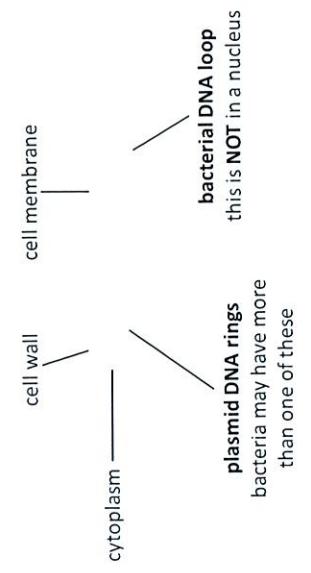 cell wall
cell membrane
cytoplasm
plasmid DNA rings
bacteria may have more
than one of these
bacterial DNA loop
this is NOT in a nucleus